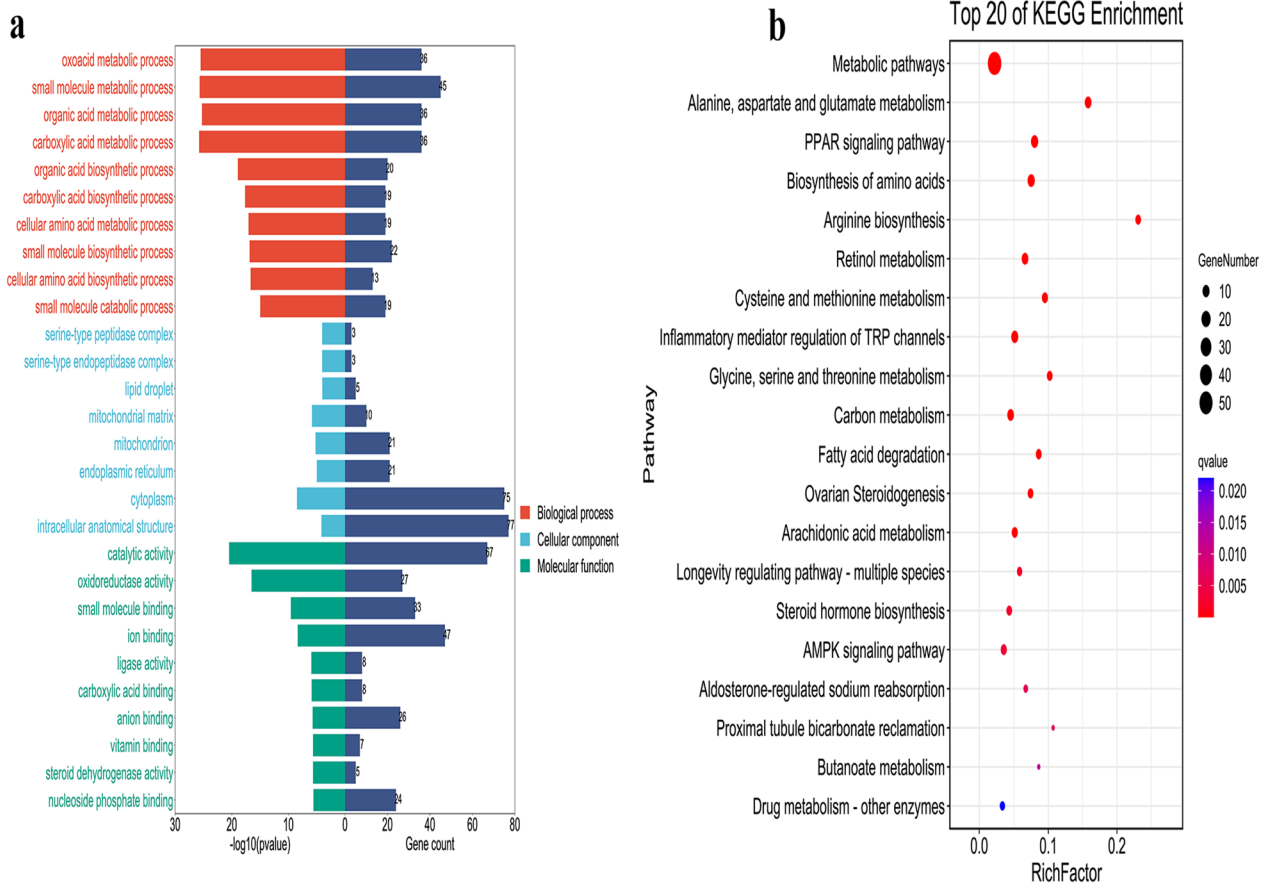 a
oxoacid metabolic process 36
small molecule metabolic process 45
organic acid metabolic process 36
carboxylic acid metabolic process 36
organic acid biosynthetic process 20
carboxylic acid biosynthetic process 19
cellular amino acid metabolic process 19
small molecule biosynthetic process 22
cellular amino acid biosynthetic process 13
small molecule catabolic process 19
serine-type peptidase complex 3
serine-type endopeptidase complex 3
lipid droplet 5
mitochondrial matrix 10
mitochondrion 21
endoplasmic reticulum 21
cytoplasm 75
intracellular anatomical structure 77
catalytic activity 67
oxidoreductase activity 27
small molecule binding 33
ion binding 47
ligase activity 8
carboxylic acid binding 8
anion binding 26
vitamin binding 7
steroid dehydrogenase activity 5
nucleoside phosphate binding 24
30 20 10 0 20 40 60 80
-log10(pvalue) Gene count
Biological process
Cellular component
Molecular function
b
Top 20 of KEGG Enrichment
Pathway
Metabolic pathways
Alanine, aspartate and glutamate metabolism
PPAR signaling pathway
Biosynthesis of amino acids
Arginine biosynthesis
Retinol metabolism
Cysteine and methionine metabolism
Inflammatory mediator regulation of TRP channels
Glycine, serine and threonine metabolism
Carbon metabolism
Fatty acid degradation
Ovarian Steroidogenesis
Arachidonic acid metabolism
Longevity regulating pathway - multiple species
Steroid hormone biosynthesis
AMPK signaling pathway
Aldosterone-regulated sodium reabsorption
Proximal tubule bicarbonate reclamation
Butanoate metabolism
Drug metabolism - other enzymes
0.0 0.1 0.2
RichFactor
GeneNumber
10
20
30
40
50
qvalue
0.020
0.015
0.010
0.005